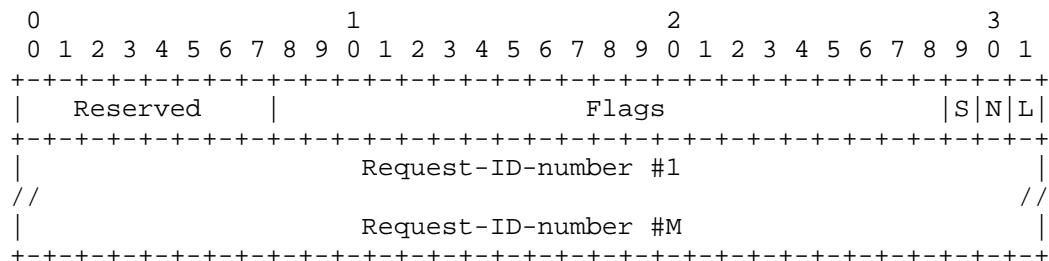 0                   1                   2                   3
 0 1 2 3 4 5 6 7 8 9 0 1 2 3 4 5 6 7 8 9 0 1 2 3 4 5 6 7 8 9 0 1
+-+-+-+-+-+-+-+-+-+-+-+-+-+-+-+-+-+-+-+-+-+-+-+-+-+-+-+-+-+-+-+-+
|   Reserved    |                   Flags                 |S|N|L|
+-+-+-+-+-+-+-+-+-+-+-+-+-+-+-+-+-+-+-+-+-+-+-+-+-+-+-+-+-+-+-+-+
|                     Request-ID-number #1                      |
//                                                             //
|                     Request-ID-number #M                      |
+-+-+-+-+-+-+-+-+-+-+-+-+-+-+-+-+-+-+-+-+-+-+-+-+-+-+-+-+-+-+-+-+